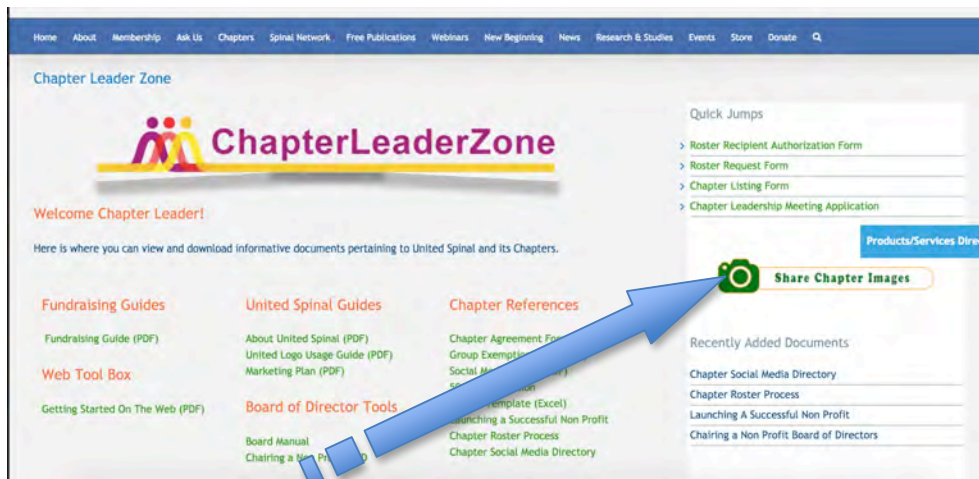 Home About Membership Ask Us Chapters Spinal Network Free Publications Webinars New Beginning News Research & Studies Events Store Donate
Chapter Leader Zone
ChapterLeaderZone
Welcome Chapter Leader!
Here is where you can view and download informative documents pertaining to United Spinal and its Chapters.
Fundraising Guides
Fundraising Guide (PDF)
Web Tool Box
Getting Started On The Web (PDF)
United Spinal Guides
About United Spinal (PDF)
United Logo Usage Guide (PDF)
Marketing Plan (PDF)
Board of Director Tools
Board Manual
Chairing a
Chapter References
Chapter Agreement
Group
Social
(Excel)
Launching a Successful Non Profit
Chapter Roster Process
Chapter Social Media Directory
Quick Jumps
Roster Recipient Authorization Form
Roster Request Form
Chapter Listing Form
Chapter Leadership Meeting Application
Products/Services
Share Chapter Images
Recently Added Documents
Chapter Social Media Directory
Chapter Roster Process
Launching A Successful Non Profit
Chairing a Non Profit Board of Directors